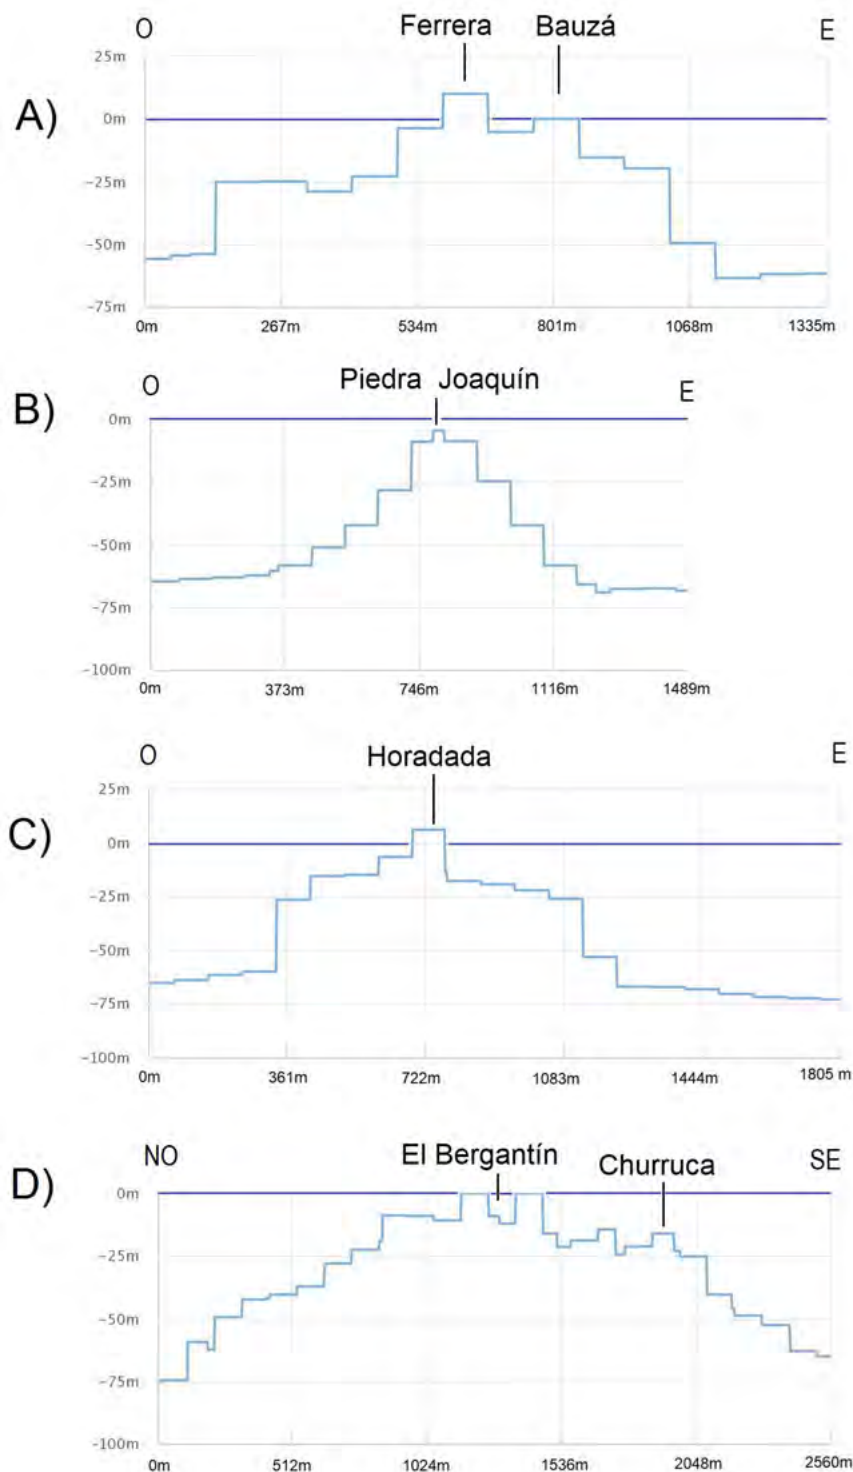 O Ferrera Bauzá E
25m
A) 0m
−25m
−50m
−75m
0m 267m 534m 801m 1068m 1335m
O Piedra Joaquín E
B) 0m
−25m
−50m
−75m
−100m
0m 373m 746m 1116m 1489m
O Horadada E
25m
C) 0m
−25m
−50m
−75m
−100m
0m 361m 722m 1083m 1444m 1805 m
NO El Bergantín Churruca SE
D) 0m
−25m
−50m
−75m
−100m
0m 512m 1024m 1536m 2048m 2560m